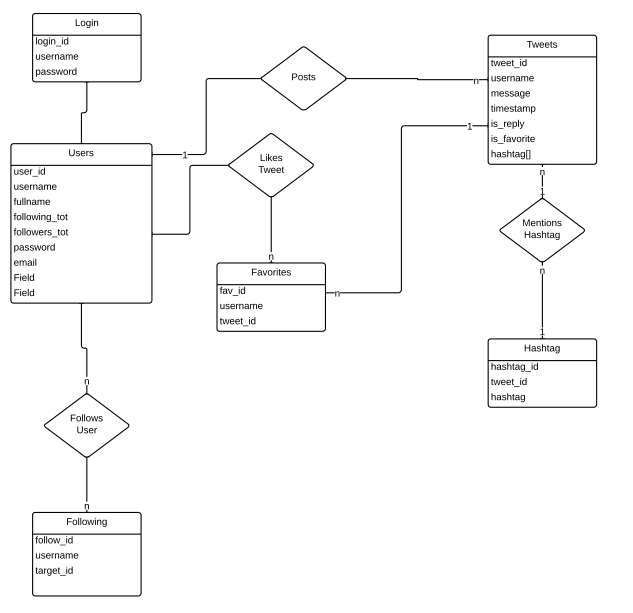 Login
login_id
username
password
Users
user_id
username
fullname
following_tot
followers_tot
password
email
Field
Field
1
Posts
n
Tweets
tweet_id
username
message
timestamp
is_reply
is_favorite
hashtag[]
Likes
Tweet
n
Favorites
fav_id
username
tweet_id
n
1
n
1
Mentions
Hashtag
n
1
Hashtag
hashtag_id
tweet_id
hashtag
n
Follows
User
n
Following
follow_id
username
target_id